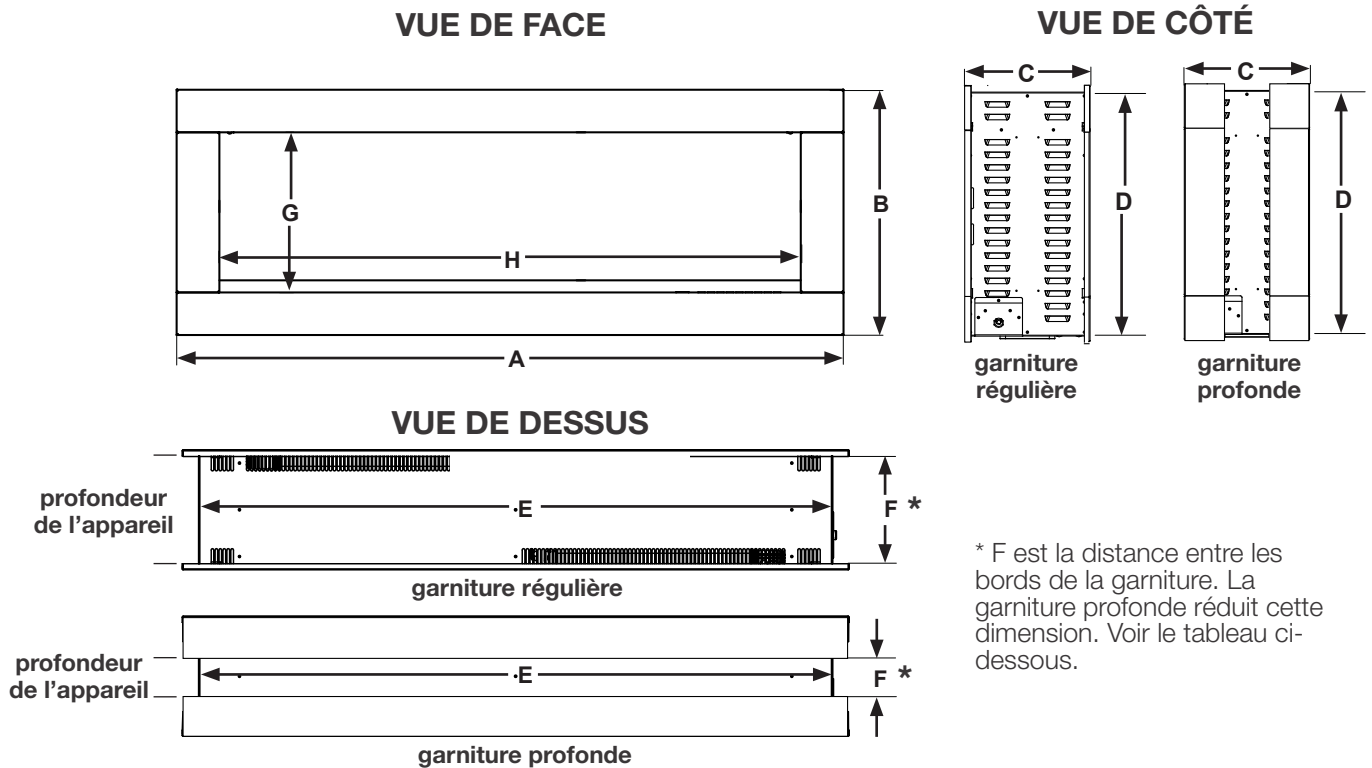 VUE DE FACE
G
H
B
A
VUE DE CÔTÉ
C
D
garniture
régulière
C
D
garniture
profonde
VUE DE DESSUS
profondeur
de l'appareil
E
F *
garniture régulière
profondeur
de l'appareil
E
F *
garniture profonde
* F est la distance entre les
bords de la garniture. La
garniture profonde réduit cette
dimension. Voir le tableau ci-
dessous.